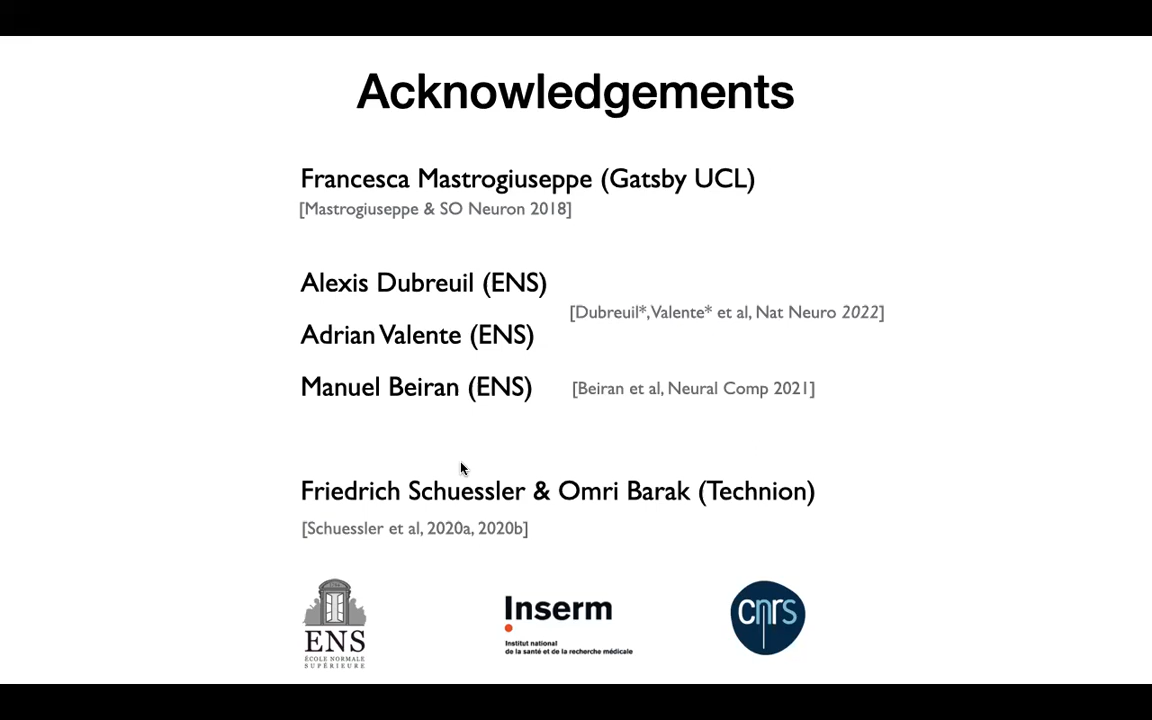 Acknowledgements
Francesca Mastrogiuseppe (Gatsby UCL)
[Mastrogiuseppe & SO Neuron 2018]
Alexis Dubreuil (ENS)
[Dubreuil*, Valente* et al, Nat Neuro 2022]
Adrian Valente (ENS)
Manuel Beiran (ENS)
[Beiran et al, Neural Comp 2021]
Friedrich Schuessler & Omri Barak (Technion)
[Schuessler et al, 2020a, 2020b]
ENS
ÉCOLE NORMALE
SUPÉRIEURE
Inserm
Institut national
de la santé et de la recherche médicale
cnrs